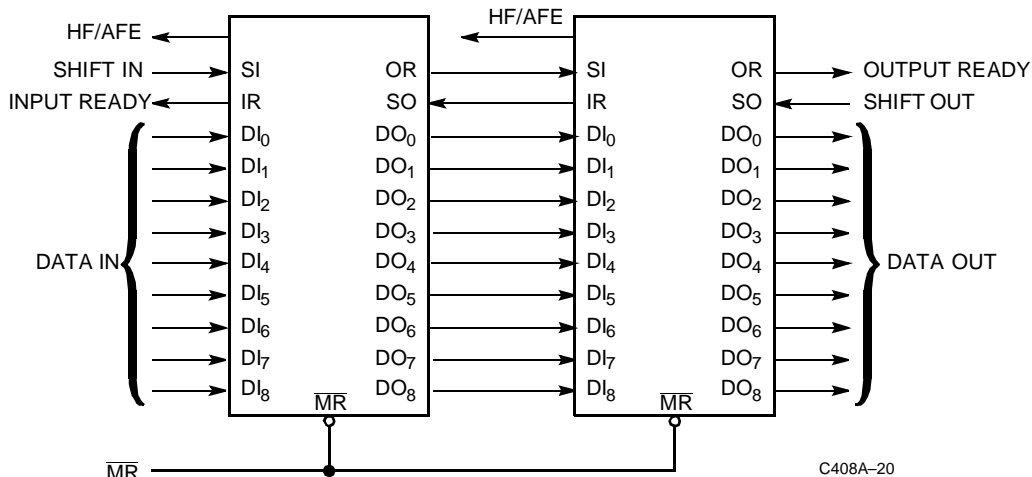 HF/AFE HF/AFE
SHIFT IN SI OR SI OR OUTPUT READY
INPUT READY IR SO IR SO SHIFT OUT
DI0 DO0 DI0 DO0
DI1 DO1 DI1 DO1
DI2 DO2 DI2 DO2
DI3 DO3 DI3 DO3
DATA IN DI4 DO4 DI4 DO4 DATA OUT
DI5 DO5 DI5 DO5
DI6 DO6 DI6 DO6
DI7 DO7 DI7 DO7
DI8 DO8 DI8 DO8
MR MR
MR C408A–20